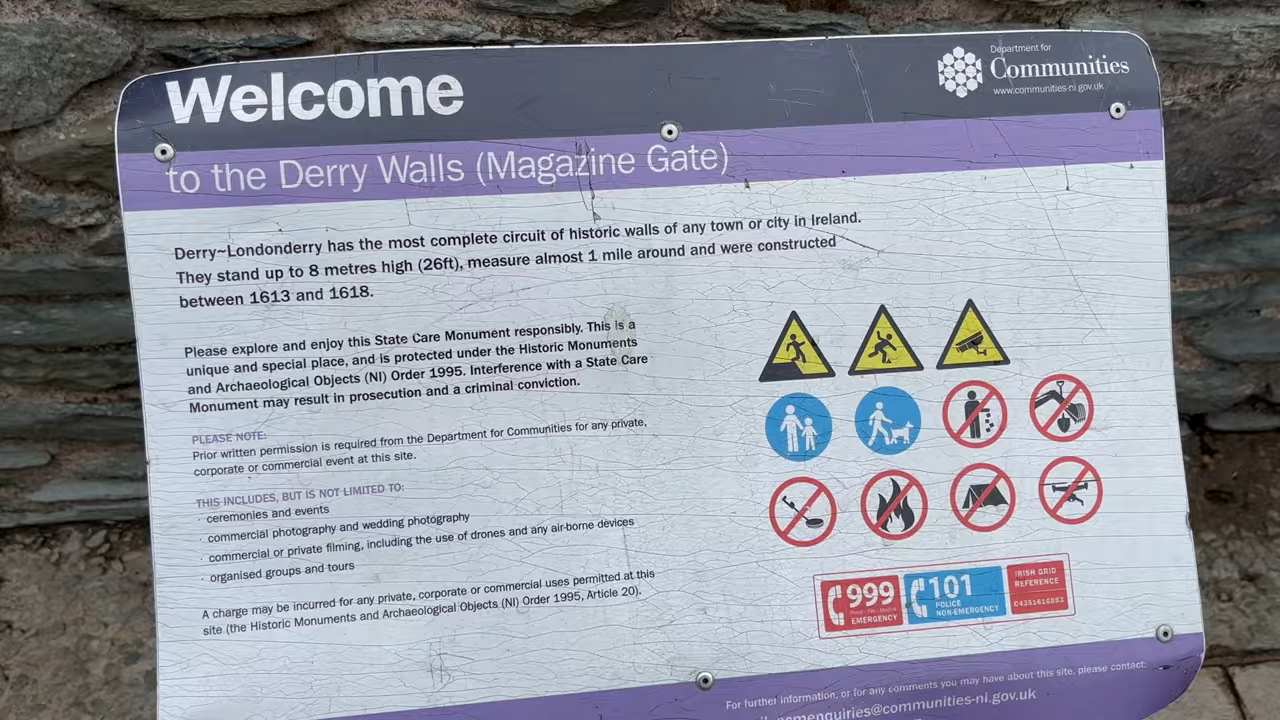 Welcome
Department for
Communities
www.communities-ni.gov.uk
to the Derry Walls (Magazine Gate)
Derry~Londonderry has the most complete circuit of historic walls of any town or city in Ireland.
They stand up to 8 metres high (26ft), measure almost 1 mile around and were constructed
between 1613 and 1618.
Please explore and enjoy this State Care Monument responsibly. This is a
unique and special place, and is protected under the Historic Monuments
and Archaeological Objects (NI) Order 1995. Interference with a State Care
Monument may result in prosecution and a criminal conviction.
PLEASE NOTE:
Prior written permission is required from the Department for Communities for any private,
corporate or commercial event at this site.
THIS INCLUDES, BUT IS NOT LIMITED TO:
· ceremonies and events
· commercial photography and wedding photography
· commercial or private filming, including the use of drones and any air-borne devices
· organised groups and tours
A charge may be incurred for any private, corporate or commercial uses permitted at this
site (the Historic Monuments and Archaeological Objects (NI) Order 1995, Article 20).
999
EMERGENCY
101
POLICE
NON-EMERGENCY
IRISH GRID
REFERENCE
C4351616883
For further information, or for any comments you may have about this site, please contact: